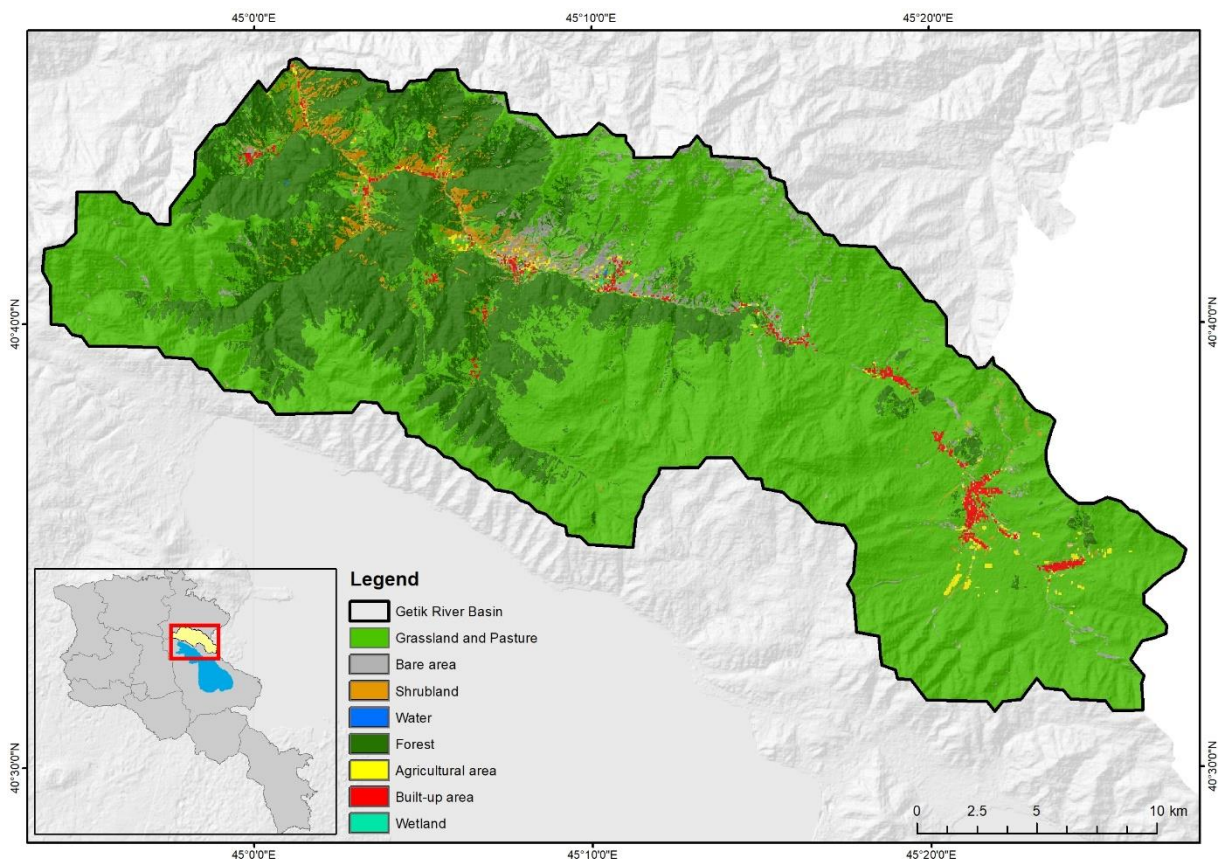 45°0'0"E
45°10'0"E
45°20'0"E
40°40'0"N
40°40'0"N
40°30'0"N
40°30'0"N
Legend
Getik River Basin
Grassland and Pasture
Bare area
Shrubland
Water
Forest
Agricultural area
Built-up area
Wetland
0 2.5 5 10 km
45°0'0"E
45°10'0"E
45°20'0"E